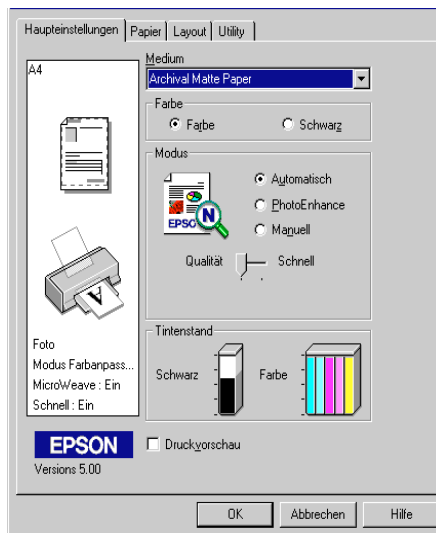 Haupteinstellungen Papier Layout Utility
A4
Medium
Archival Matte Paper
Farbe
Farbe Schwarz
Modus
Automatisch
PhotoEnhance
Manuell
EPSON
N
Qualität Schnell
A
Foto
Modus Farbanpass...
MicroWeave : Ein
Schnell : Ein
Tintenstand
Schwarz Farbe
EPSON
Versions 5.00
Druckvorschau
OK Abbrechen Hilfe